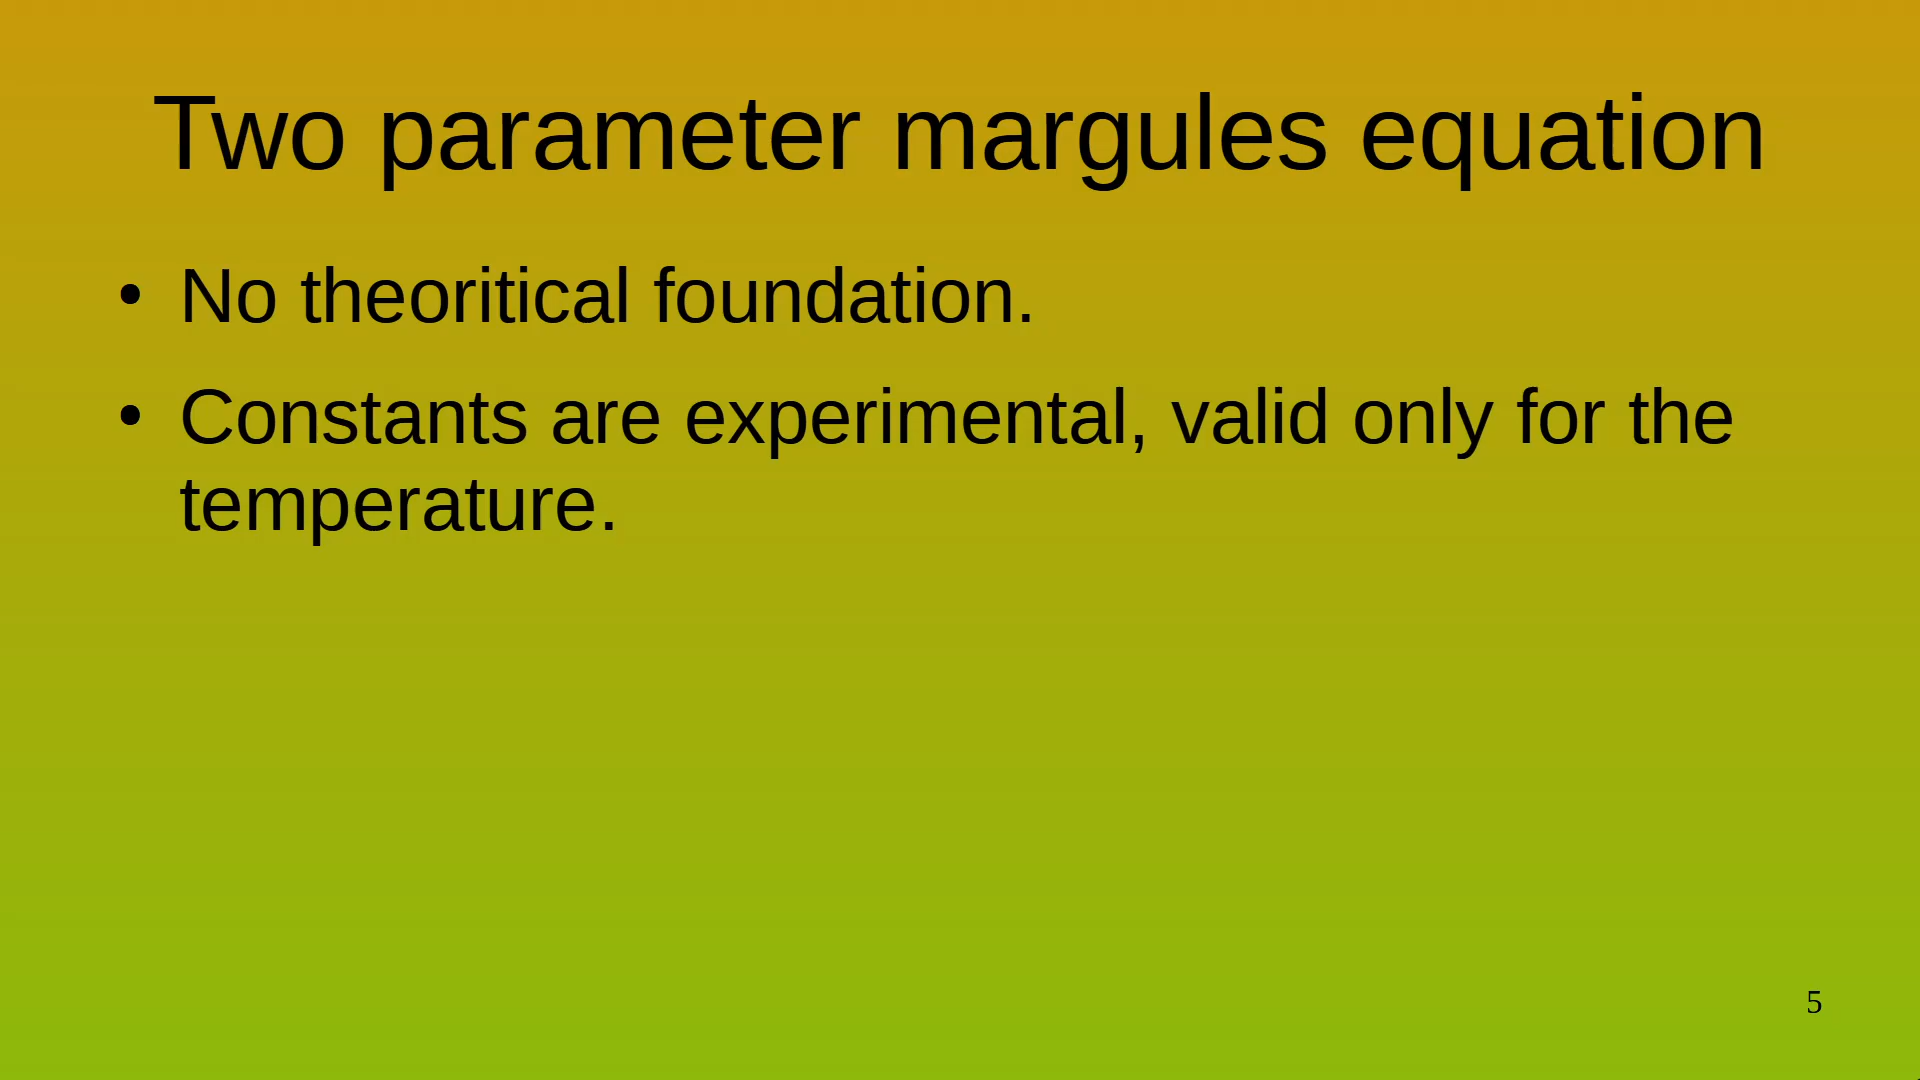 Two parameter margules equation
• No theoritical foundation.
• Constants are experimental, valid only for the
temperature.
5